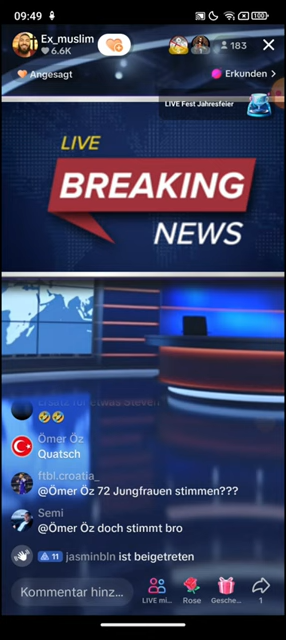 09:49
100
Ex_muslim
6.6K
183
Angesagt
Erkunden >
LIVE Fest Jahresfeier
LIVE
BREAKING
NEWS
Ömer Öz
Quatsch
ftbl.croatia_
@Ömer Öz 72 Jungfrauen stimmen???
Semi
@Ömer Öz doch stimmt bro
11 jasminbln ist beigetreten
Kommentar hinz...
LIVE mi...
Rose
Gesche...
1